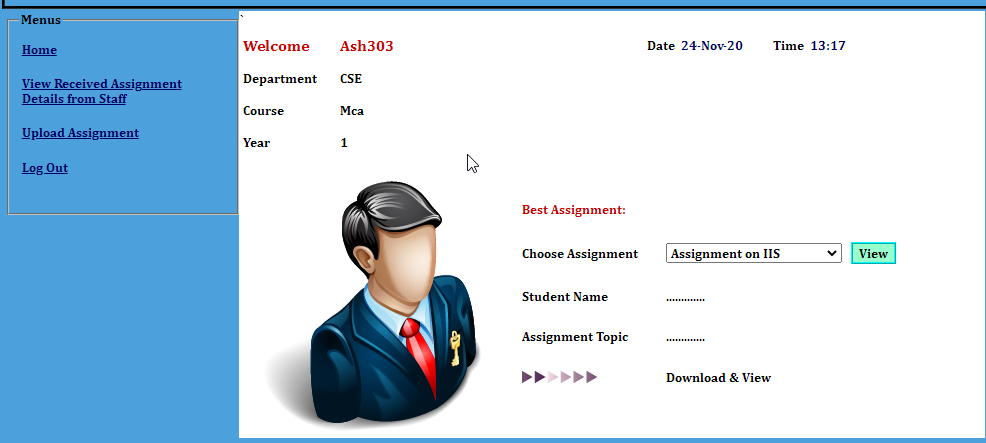 Menus
`
Home
View Received Assignment
Details from Staff
Upload Assignment
Log Out
Welcome Ash303
Date 24-Nov-20 Time 13:17
Department CSE
Course Mca
Year 1
Best Assignment:
Choose Assignment Assignment on IIS View
Student Name .............
Assignment Topic .............
Download & View